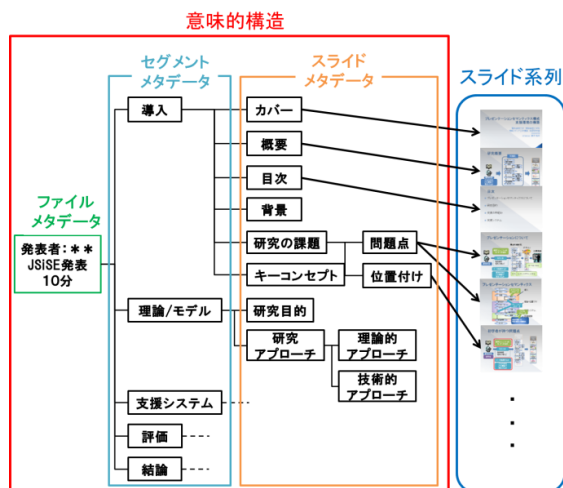 意味的構造
セグメント
メタデータ
スライド
メタデータ
スライド系列
ファイル
メタデータ
発表者:**
JSiSE発表
10分
導入
カバー
概要
目次
背景
研究の課題
問題点
キーコンセプト
位置付け
理論/モデル
研究目的
研究
アプローチ
理論的
アプローチ
技術的
アプローチ
支援システム
評価
結論